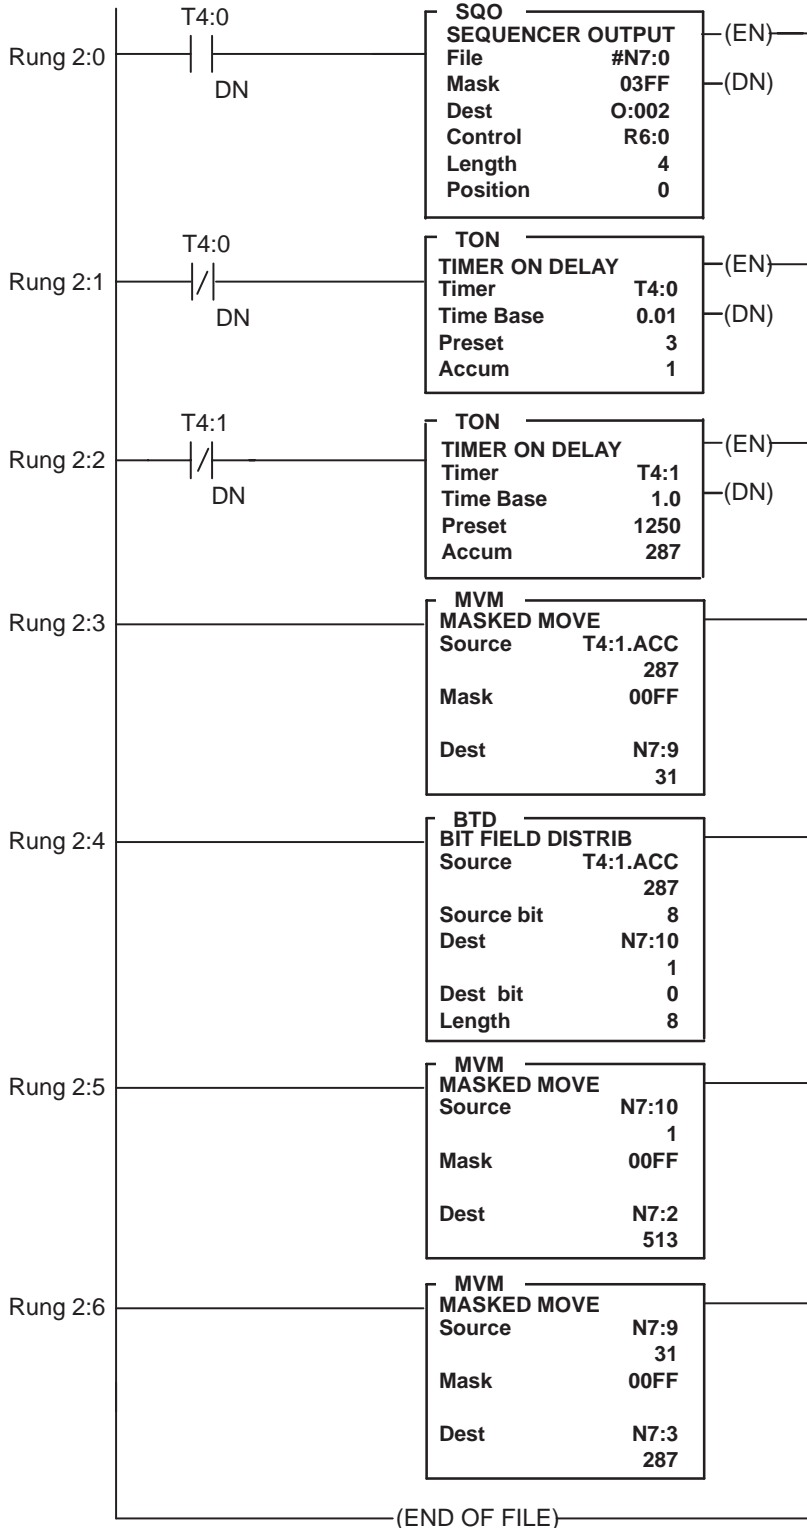 T4:0
SQO
Rung 2:0
SEQUENCER OUTPUT (EN)
File #N7:0
DN
Mask 03FF (DN)
Dest O:002
Control R6:0
Length 4
Position 0
T4:0
TON
Rung 2:1
TIMER ON DELAY (EN)
Timer T4:0
DN
Time Base 0.01 (DN)
Preset 3
Accum 1
T4:1
TON
Rung 2:2
TIMER ON DELAY (EN)
Timer T4:1
DN
Time Base 1.0 (DN)
Preset 1250
Accum 287
MVM
Rung 2:3
MASKED MOVE
Source T4:1.ACC
287
Mask 00FF
Dest N7:9
31
BTD
Rung 2:4
BIT FIELD DISTRIB
Source T4:1.ACC
287
Source bit 8
Dest N7:10
1
Dest bit 0
Length 8
MVM
Rung 2:5
MASKED MOVE
Source N7:10
1
Mask 00FF
Dest N7:2
513
MVM
Rung 2:6
MASKED MOVE
Source N7:9
31
Mask 00FF
Dest N7:3
287
(END OF FILE)